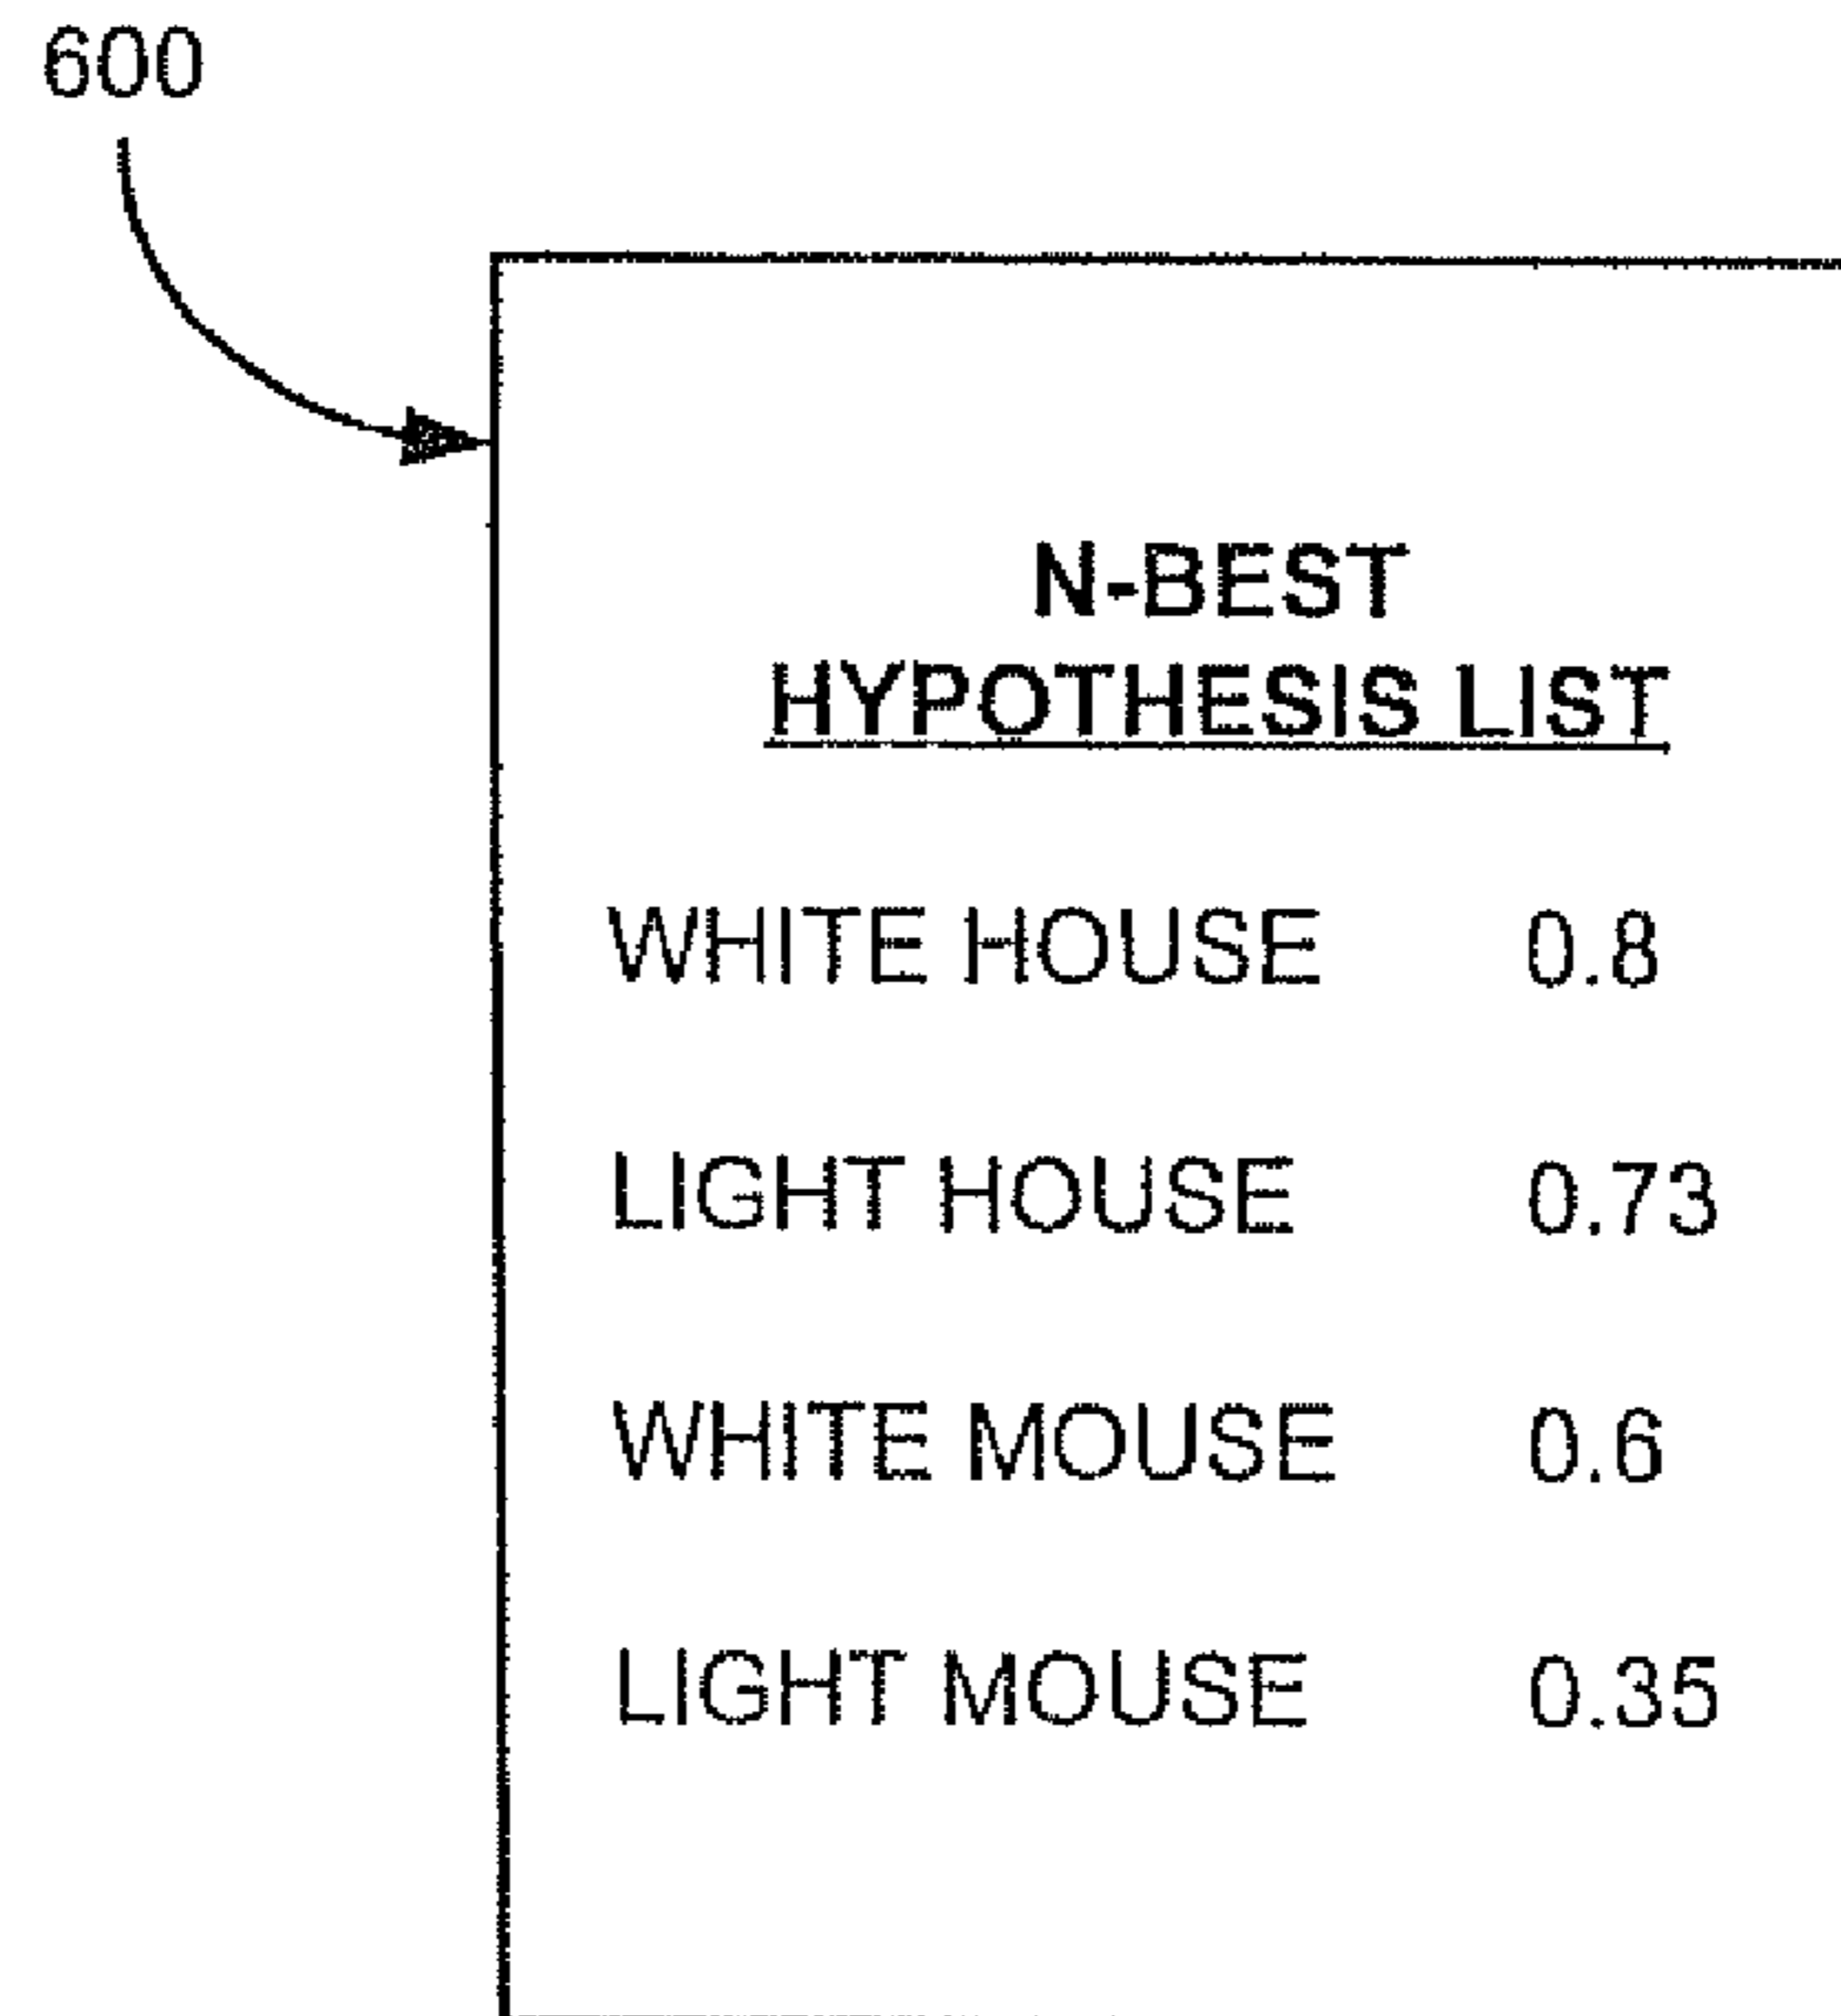 600
N-BEST
HYPOTHESIS LIST
WHITE HOUSE 0.8
LIGHT HOUSE 0.73
WHITE MOUSE 0.6
LIGHT MOUSE 0.35